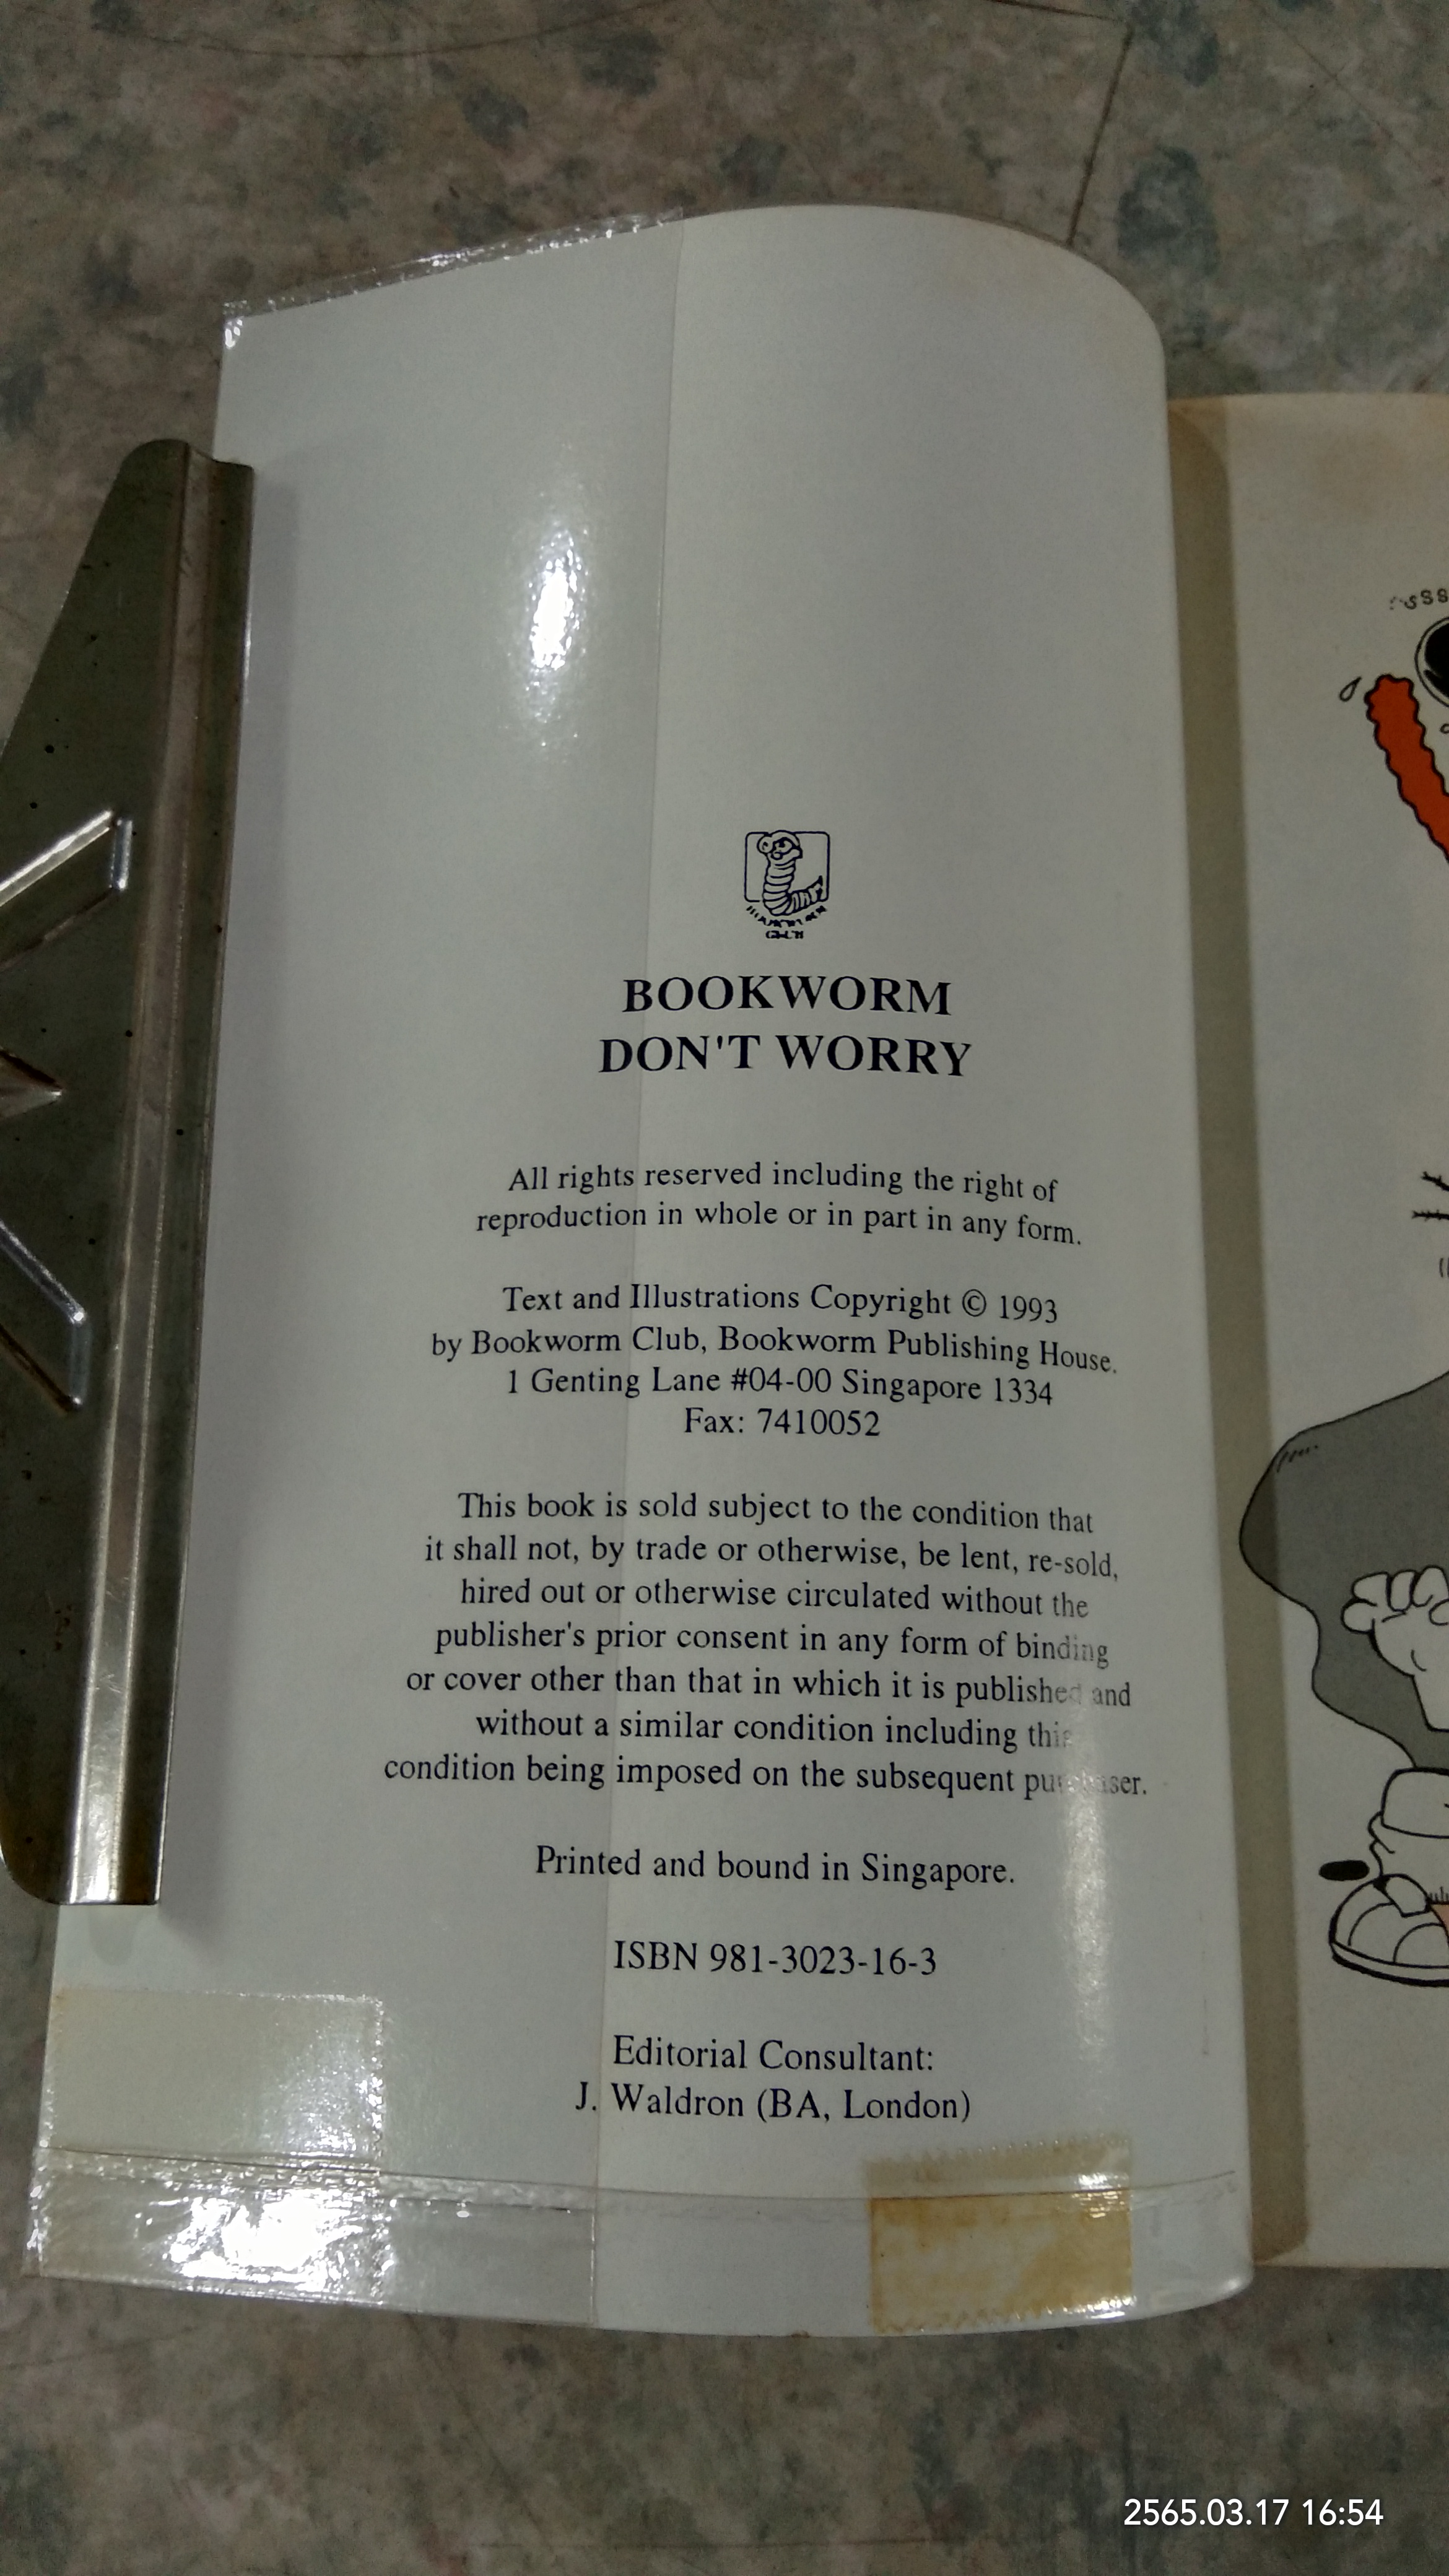 BOOKWORM
DON'T WORRY
All rights reserved including the right of
reproduction in whole or in part in any form.
Text and Illustrations Copyright © 1993
by Bookworm Club, Bookworm Publishing House.
1 Genting Lane #04-00 Singapore 1334
Fax: 7410052
This book is sold subject to the condition that
it shall not, by trade or otherwise, be lent, re-sold,
hired out or otherwise circulated without the
publisher's prior consent in any form of binding
or cover other than that in which it is published and
without a similar condition including this
condition being imposed on the subsequent purchaser.
Printed and bound in Singapore.
ISBN 981-3023-16-3
Editorial Consultant:
J. Waldron (BA, London)
2565.03.17 16:54